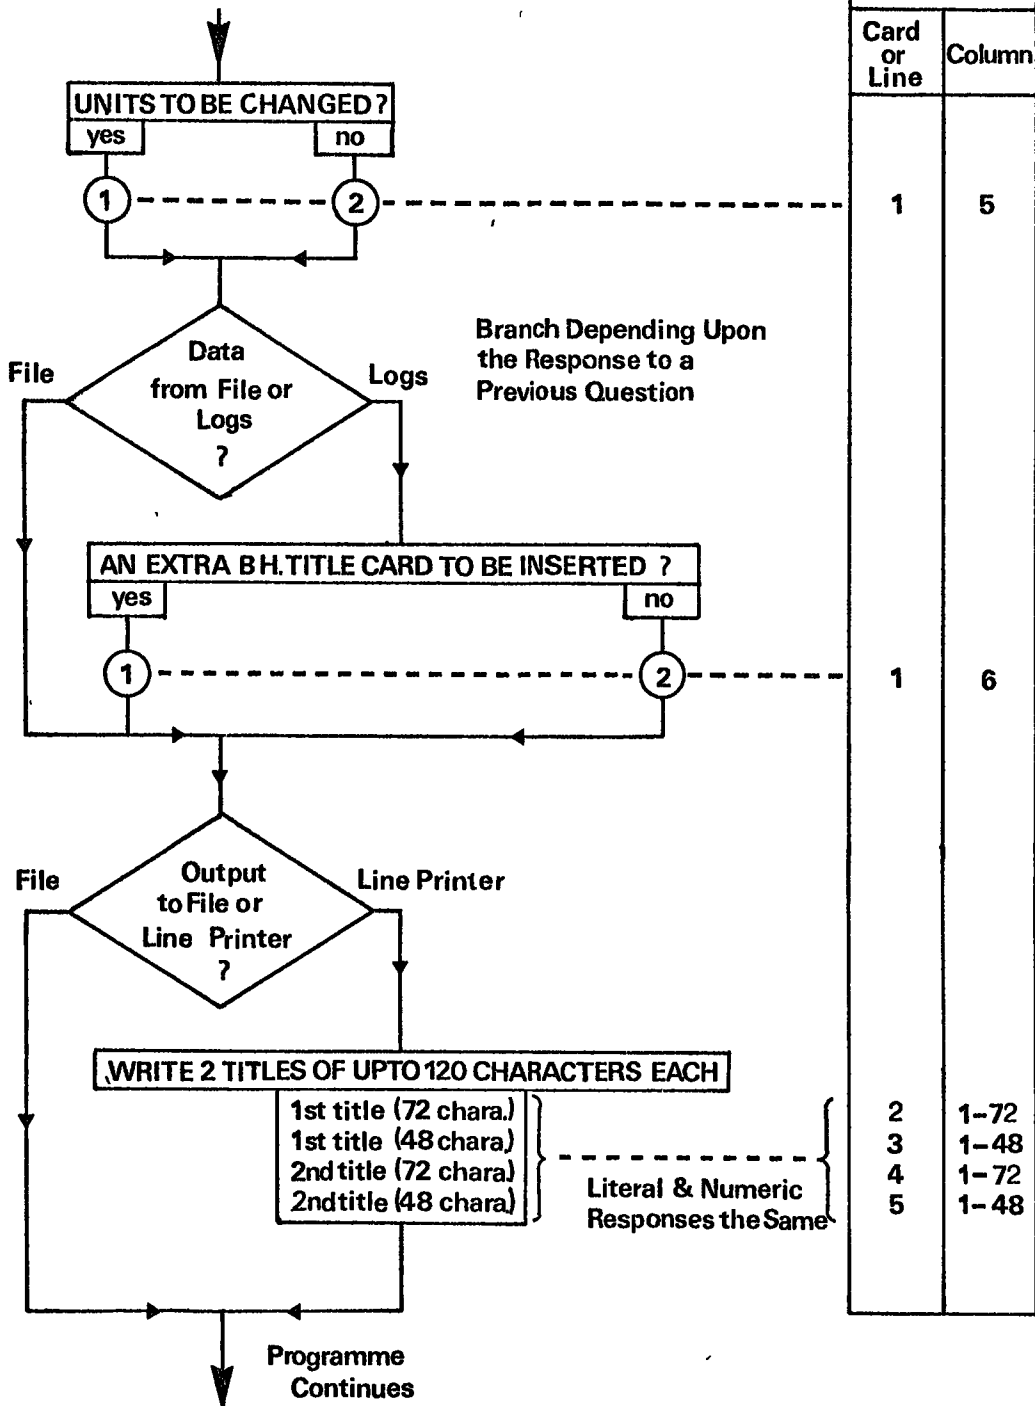 Card
or
Line
Column
UNITS TO BE CHANGED ?
yes
no
1
2
1
5
Data
from File or
Logs
?
File
Logs
Branch Depending Upon
the Response to a
Previous Question
AN EXTRA B H. TITLE CARD TO BE INSERTED ?
yes
no
1
2
1
6
Output
to File or
Line Printer
?
File
Line Printer
WRITE 2 TITLES OF UPTO 120 CHARACTERS EACH
1st title (72 chara.)
1st title (48 chara.)
2nd title (72 chara.)
2nd title (48 chara)
Literal & Numeric
Responses the Same
2 1-72
3 1-48
4 1-72
5 1-48
Programme
Continues